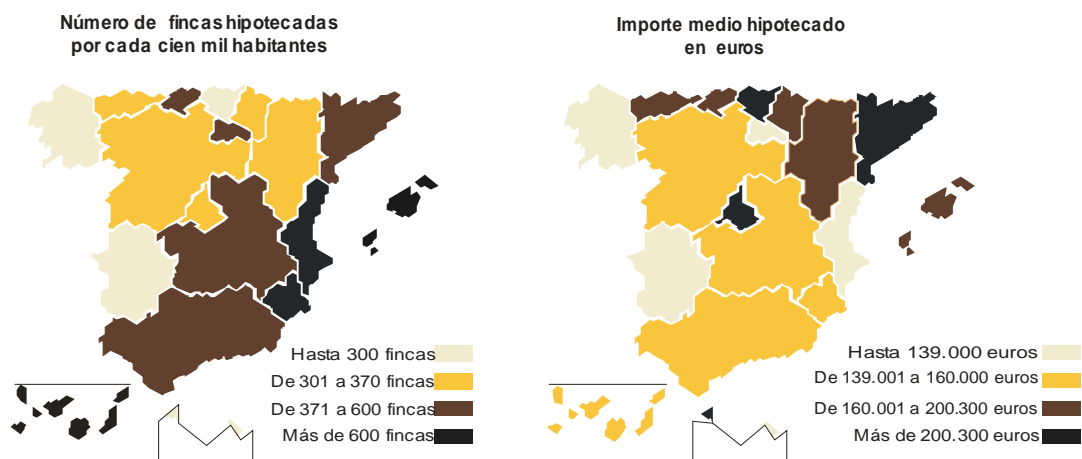 Número de fincas hipotecadas
por cada cien mil habitantes
Hasta 300 fincas
De 301 a 370 fincas
De 371 a 600 fincas
Más de 600 fincas
Importe medio hipotecado
en euros
Hasta 139.000 euros
De 139.001 a 160.000 euros
De 160.001 a 200.300 euros
Más de 200.300 euros